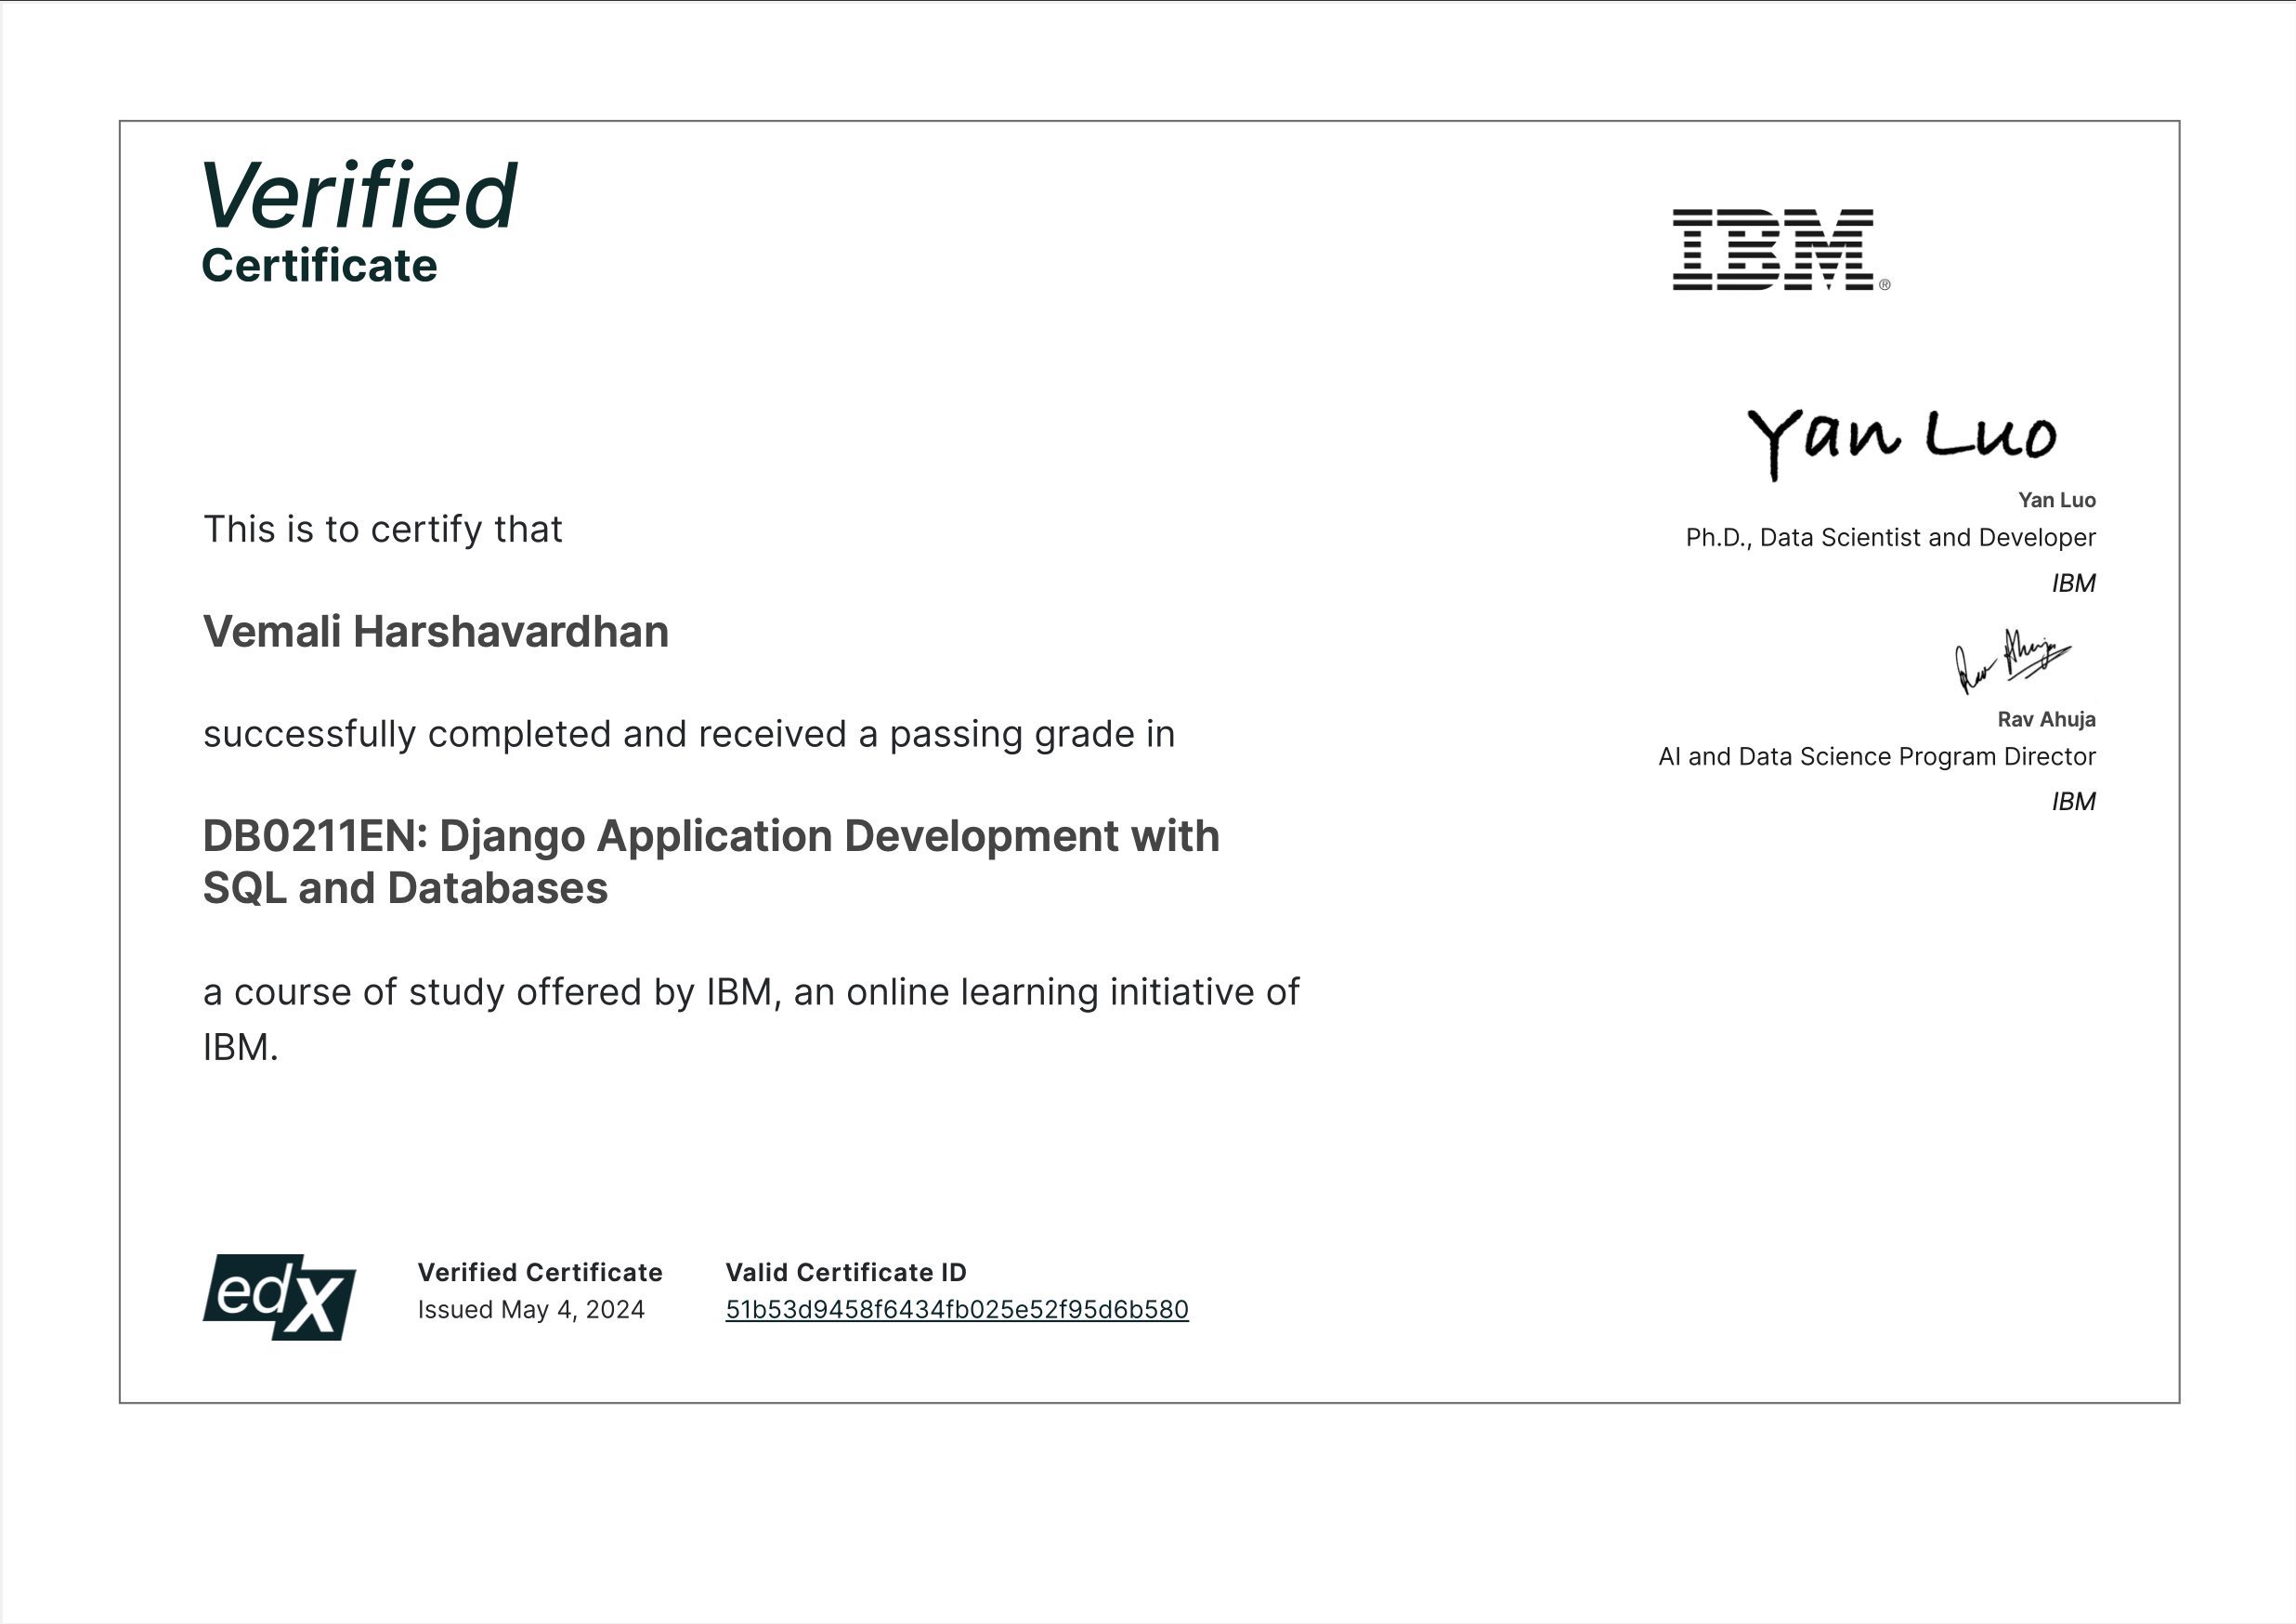 Verified
Certificate
IBM®
This is to certify that
Vemali Harshavardhan
successfully completed and received a passing grade in
DB0211EN: Django Application Development with
SQL and Databases
a course of study offered by IBM, an online learning initiative of
IBM.
Yan Luo
Yan Luo
Ph.D., Data Scientist and Developer
IBM
Rav Ahuja
Rav Ahuja
AI and Data Science Program Director
IBM
edX
Verified Certificate
Issued May 4, 2024
Valid Certificate ID
51b53d9458f6434fb025e52f95d6b580